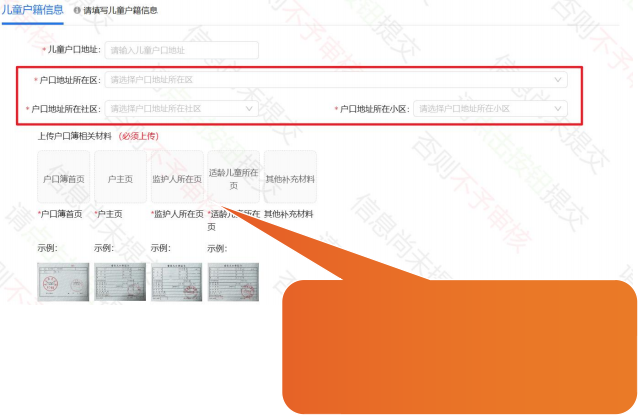 儿童户籍信息 请填写儿童户籍信息
*儿童户口地址: 请输入儿童户口地址
*户口地址所在区: 请选择户口地址所在区
*户口地址所在社区: 请选择户口地址所在社区 *户口地址所在小区: 请选择户口地址所在小区
上传户口簿相关材料 (必须上传)
户口簿首页 户主页 监护人所在页 适龄儿童所在页 其他补充材料
*户口簿首页 *户主页 *监护人所在页 *适龄儿童所在页 其他补充材料
示例: 示例: 示例: 示例: